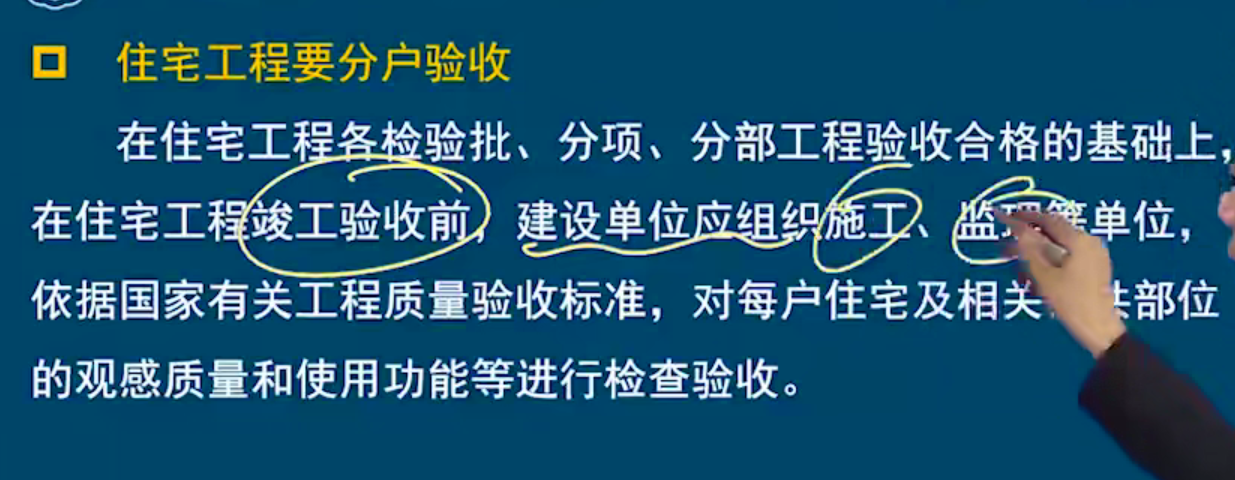 住宅工程要分户验收
在住宅工程各检验批、分项、分部工程验收合格的基础上，
在住宅工程竣工验收前，建设单位应组织施工、监理等单位，
依据国家有关工程质量验收标准，对每户住宅及相关共部位
的观感质量和使用功能等进行检查验收。